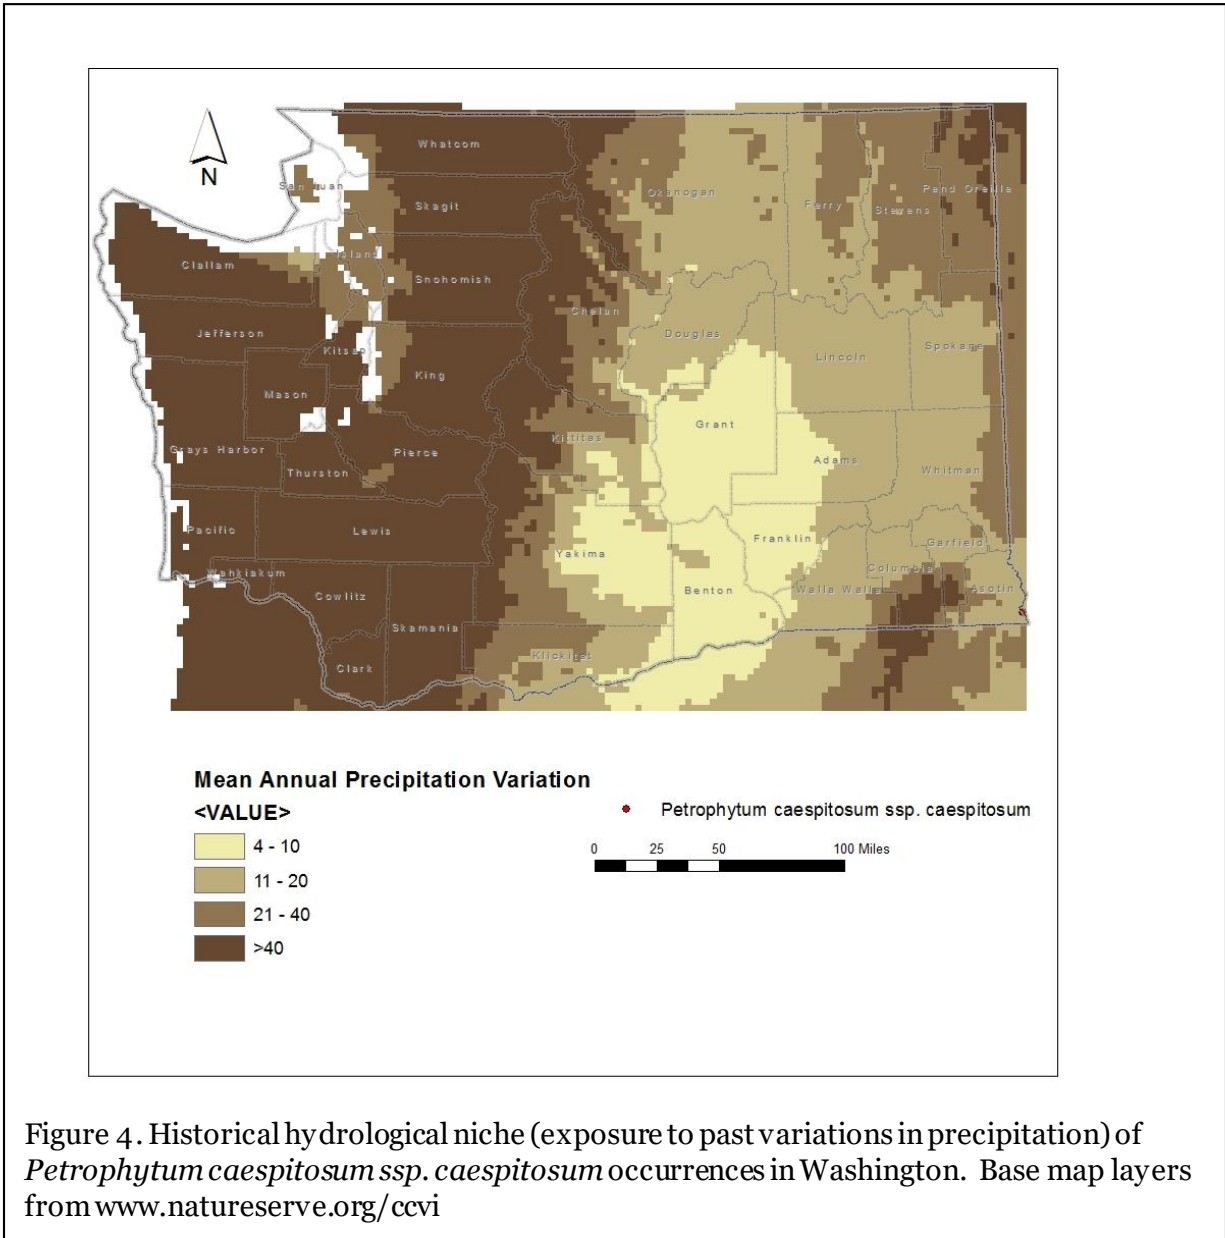 N
Whatcom
San Juan
Skagit
Okanogan
Ferry
Stevens
Pend Oreille
Island
Clallam
Snohomish
Chelan
Jefferson
Kitsap
Douglas
Lincoln
Spokane
King
Mason
Grant
Kittitas
Grays Harbor
Pierce
Adams
Thurston
Whitman
Pacific
Lewis
Yakima
Franklin
Garfield
Wahkiakum
Columbia
Cowlitz
Benton
Walla Walla
Asotin
Skamania
Klickitat
Clark
Mean Annual Precipitation Variation
<VALUE>
4 - 10
11 - 20
21 - 40
>40
Petrophytum caespitosum ssp. caespitosum
0 25 50 100 Miles
Figure 4. Historical hydrological niche (exposure to past variations in precipitation) of
Petrophytum caespitosum ssp. caespitosum occurrences in Washington. Base map layers
from www.natureserve.org/ccvi